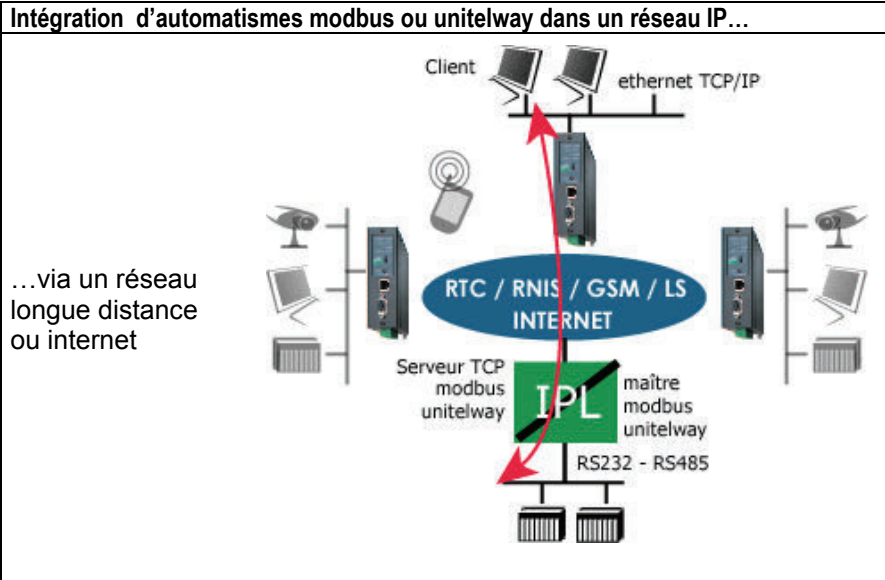 Intégration d'automatismes modbus ou unitelway dans un réseau IP…
Client
ethernet TCP/IP
…via un réseau
longue distance
ou internet
RTC / RNIS / GSM / LS
INTERNET
Serveur TCP
modbus
unitelway
IPL
maître
modbus
unitelway
RS232 - RS485